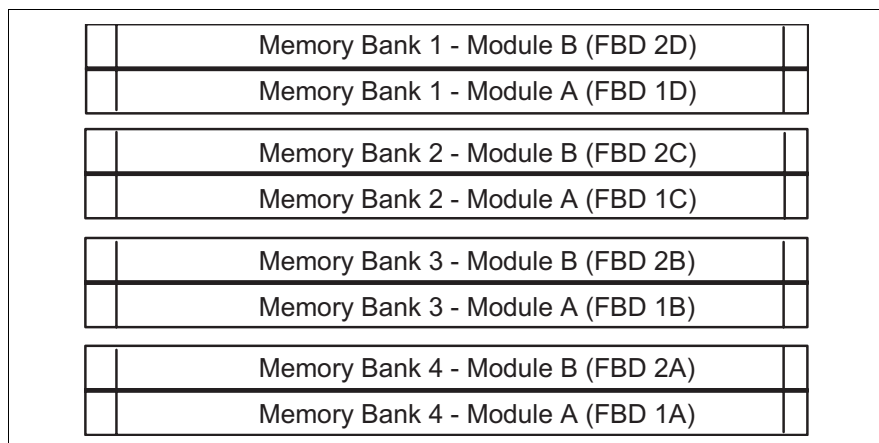 Memory Bank 1 - Module B (FBD 2D)
Memory Bank 1 - Module A (FBD 1D)
Memory Bank 2 - Module B (FBD 2C)
Memory Bank 2 - Module A (FBD 1C)
Memory Bank 3 - Module B (FBD 2B)
Memory Bank 3 - Module A (FBD 1B)
Memory Bank 4 - Module B (FBD 2A)
Memory Bank 4 - Module A (FBD 1A)